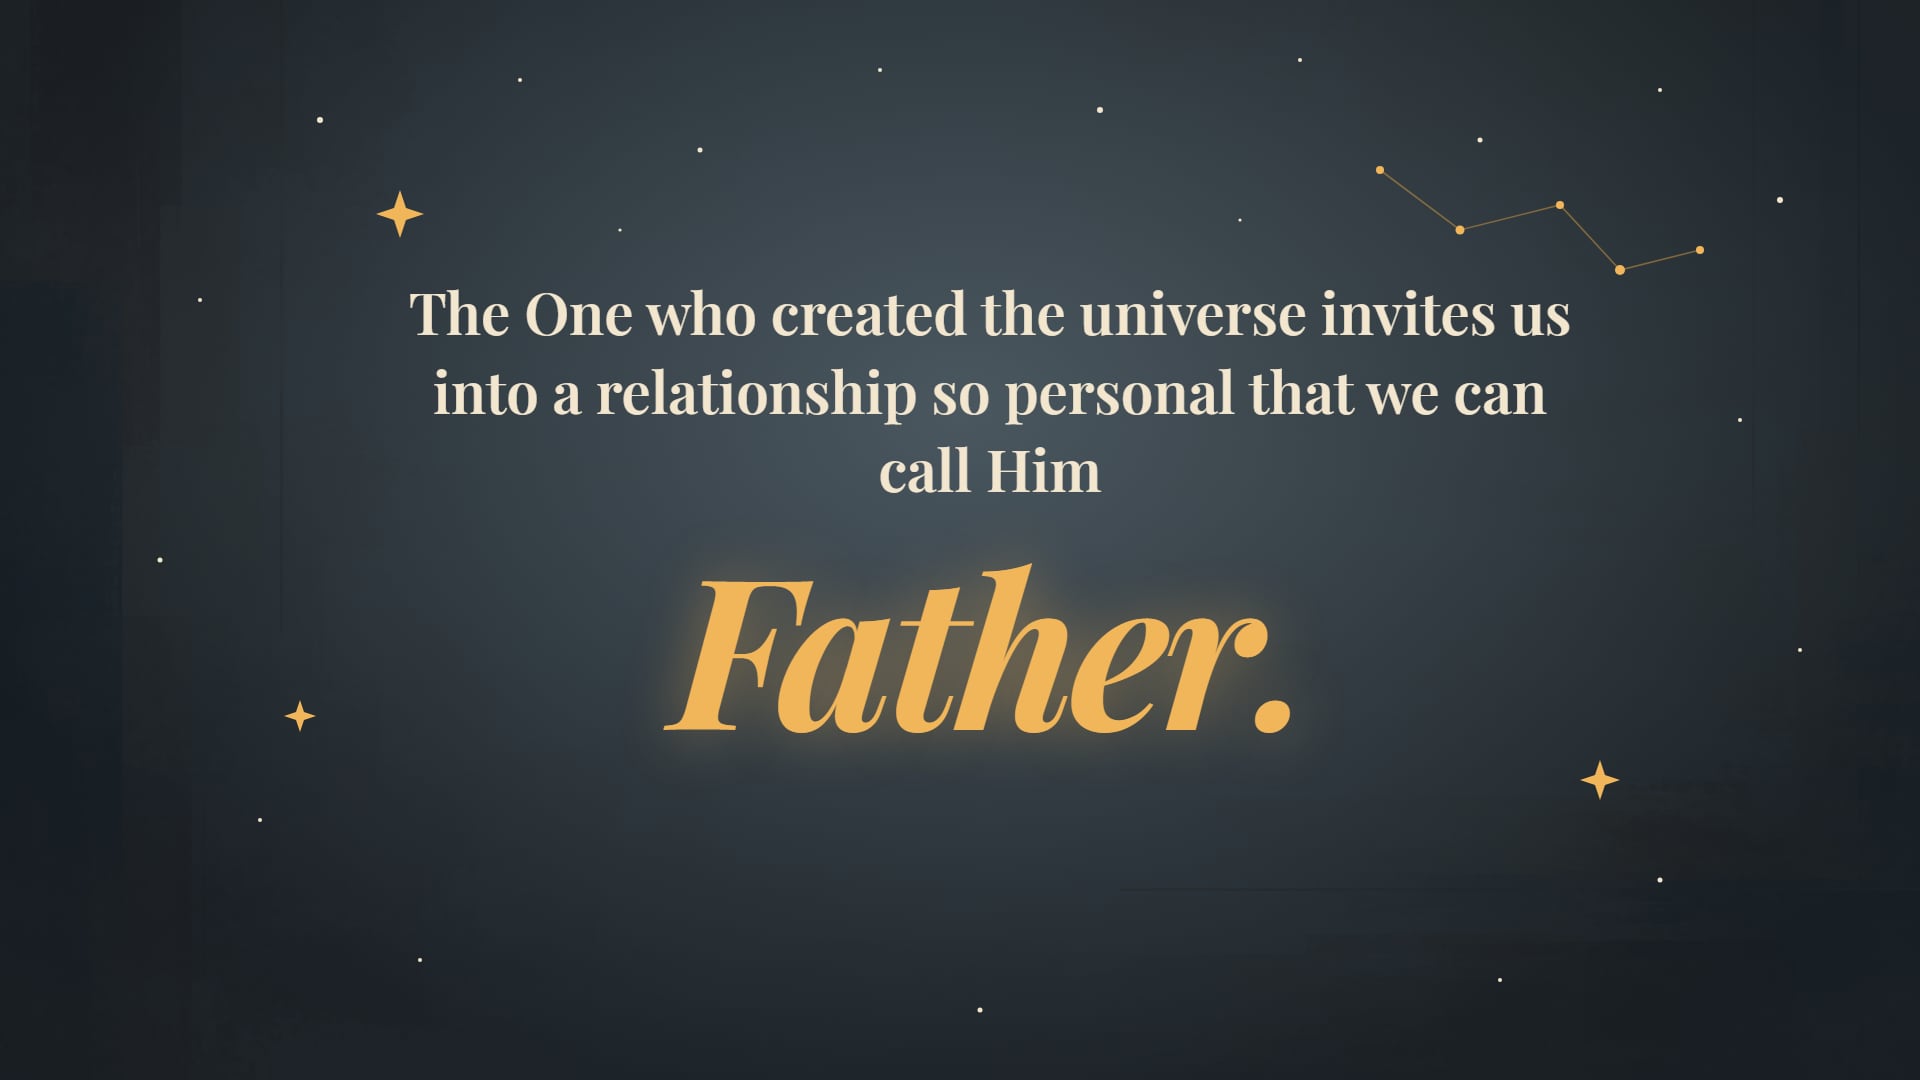 The One who created the universe invites us
into a relationship so personal that we can
call Him
Father.